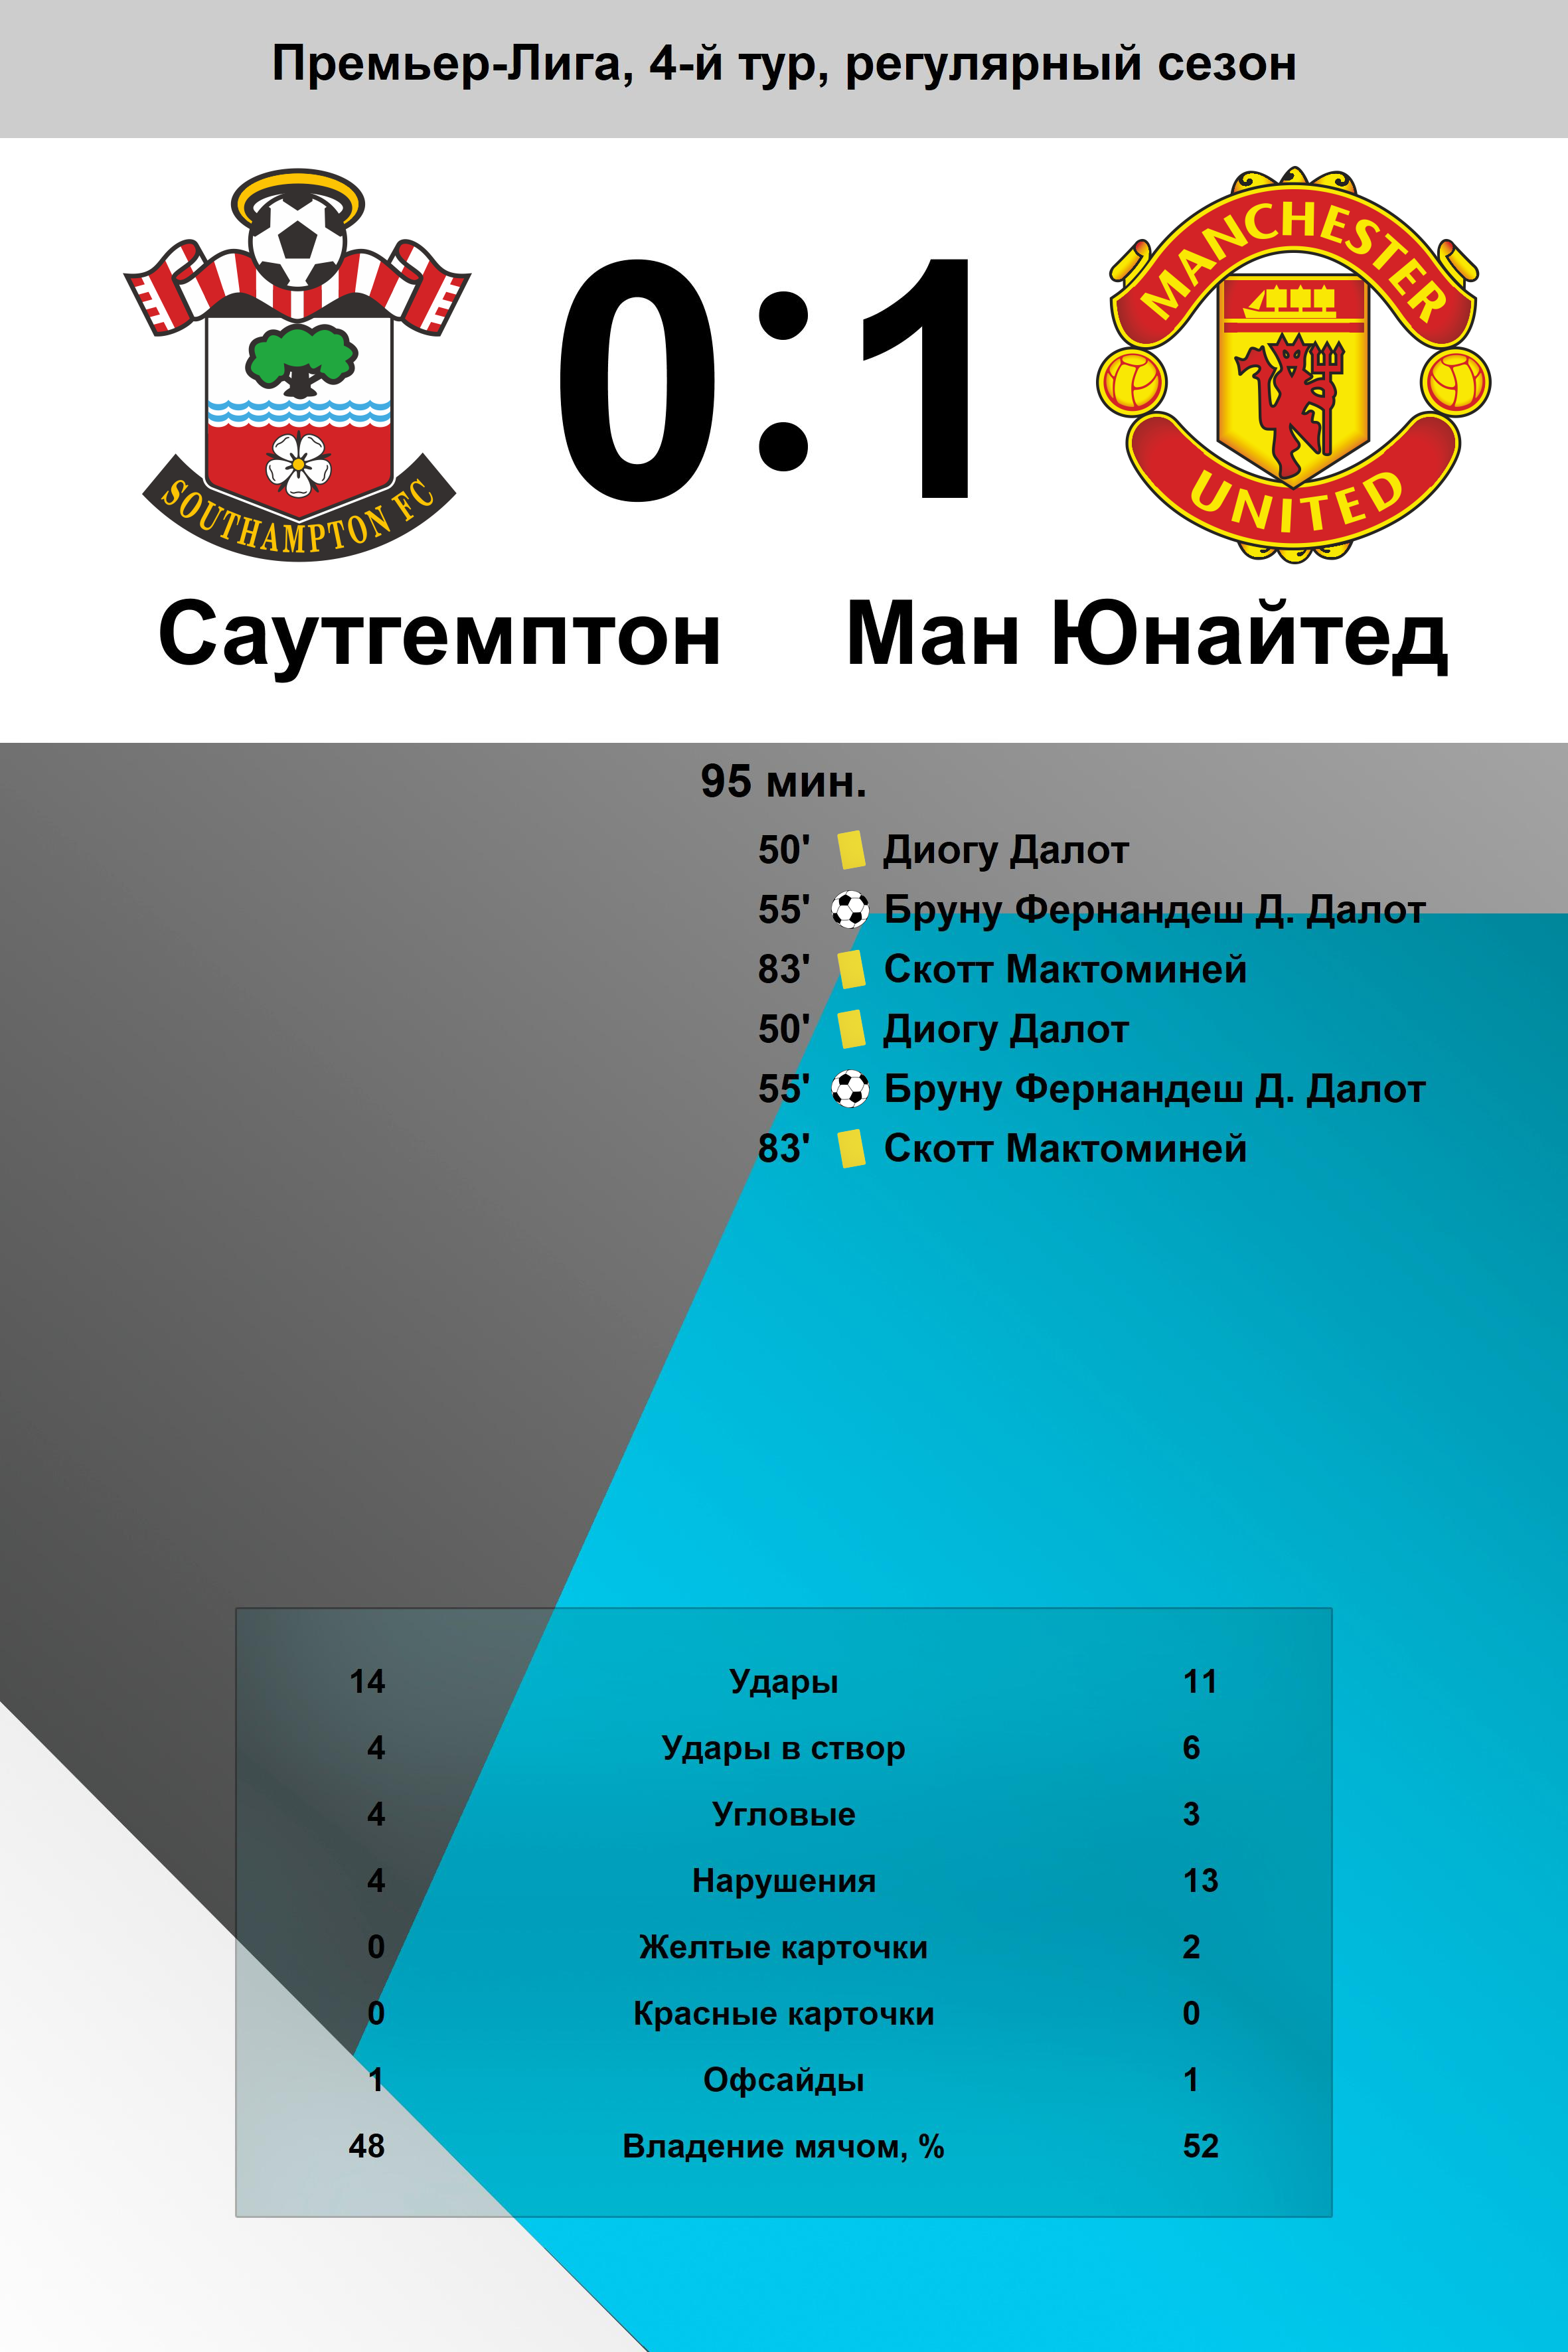 Премьер-Лига, 4-й тур, регулярный сезон
0:1
SOUTHAMPTON FC
MANCHESTER
UNITED
Саутгемптон Ман Юнайтед
95 мин.
50' Диогу Далот
55' Бруну Фернандеш Д. Далот
83' Скотт Мактоминей
50' Диогу Далот
55' Бруну Фернандеш Д. Далот
83' Скотт Мактоминей
14 Удары 11
4 Удары в створ 6
4 Угловые 3
4 Нарушения 13
0 Желтые карточки 2
0 Красные карточки 0
1 Офсайды 1
48 Владение мячом, % 52